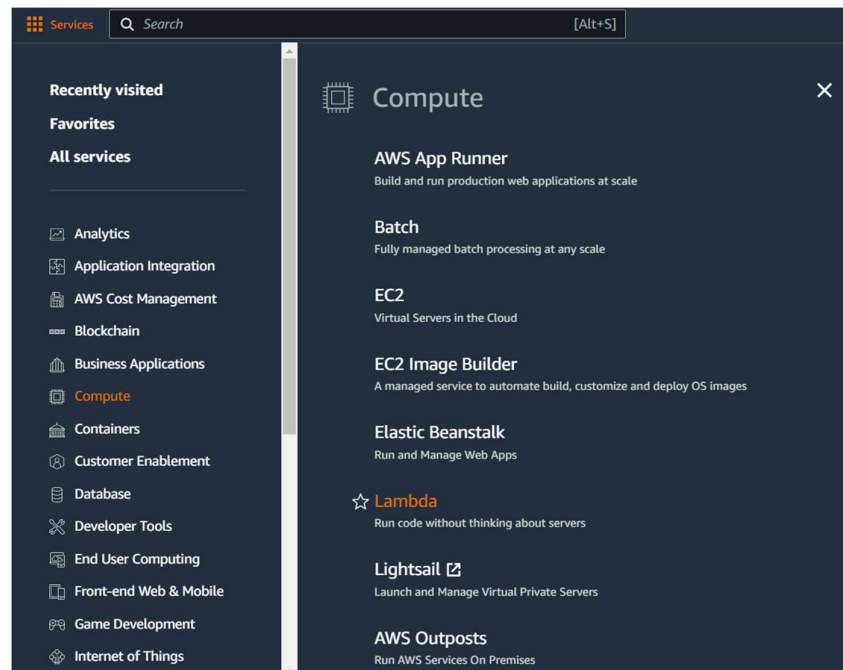 Services
Search [Alt+S]
Recently visited
Favorites
All services
Analytics
Application Integration
AWS Cost Management
Blockchain
Business Applications
Compute
Containers
Customer Enablement
Database
Developer Tools
End User Computing
Front-end Web & Mobile
Game Development
Internet of Things
Compute
AWS App Runner
Build and run production web applications at scale
Batch
Fully managed batch processing at any scale
EC2
Virtual Servers in the Cloud
EC2 Image Builder
A managed service to automate build, customize and deploy OS images
Elastic Beanstalk
Run and Manage Web Apps
Lambda
Run code without thinking about servers
Lightsail
Launch and Manage Virtual Private Servers
AWS Outposts
Run AWS Services On Premises